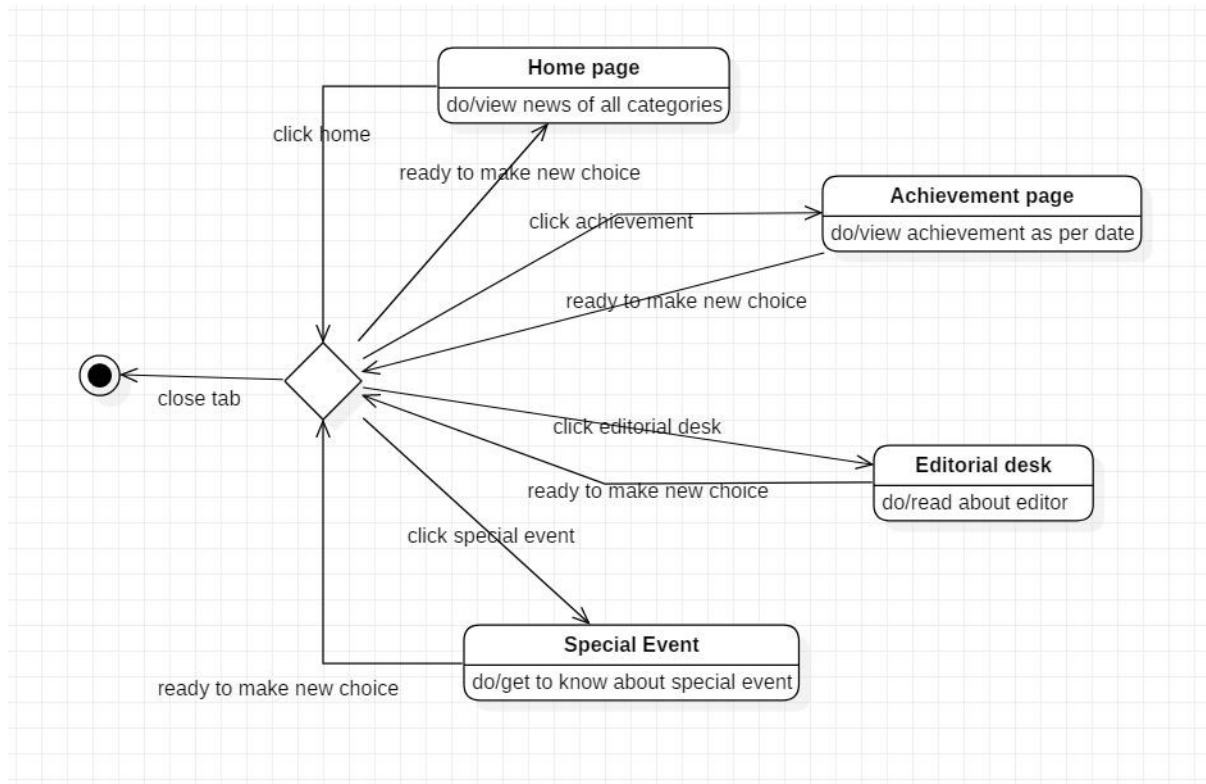 Home page
do/view news of all categories
click home
ready to make new choice
Achievement page
click achievement
do/view achievement as per date
ready to make new choice
close tab
click editorial desk
Editorial desk
ready to make new choice
do/read about editor
click special event
Special Event
do/get to know about special event
ready to make new choice